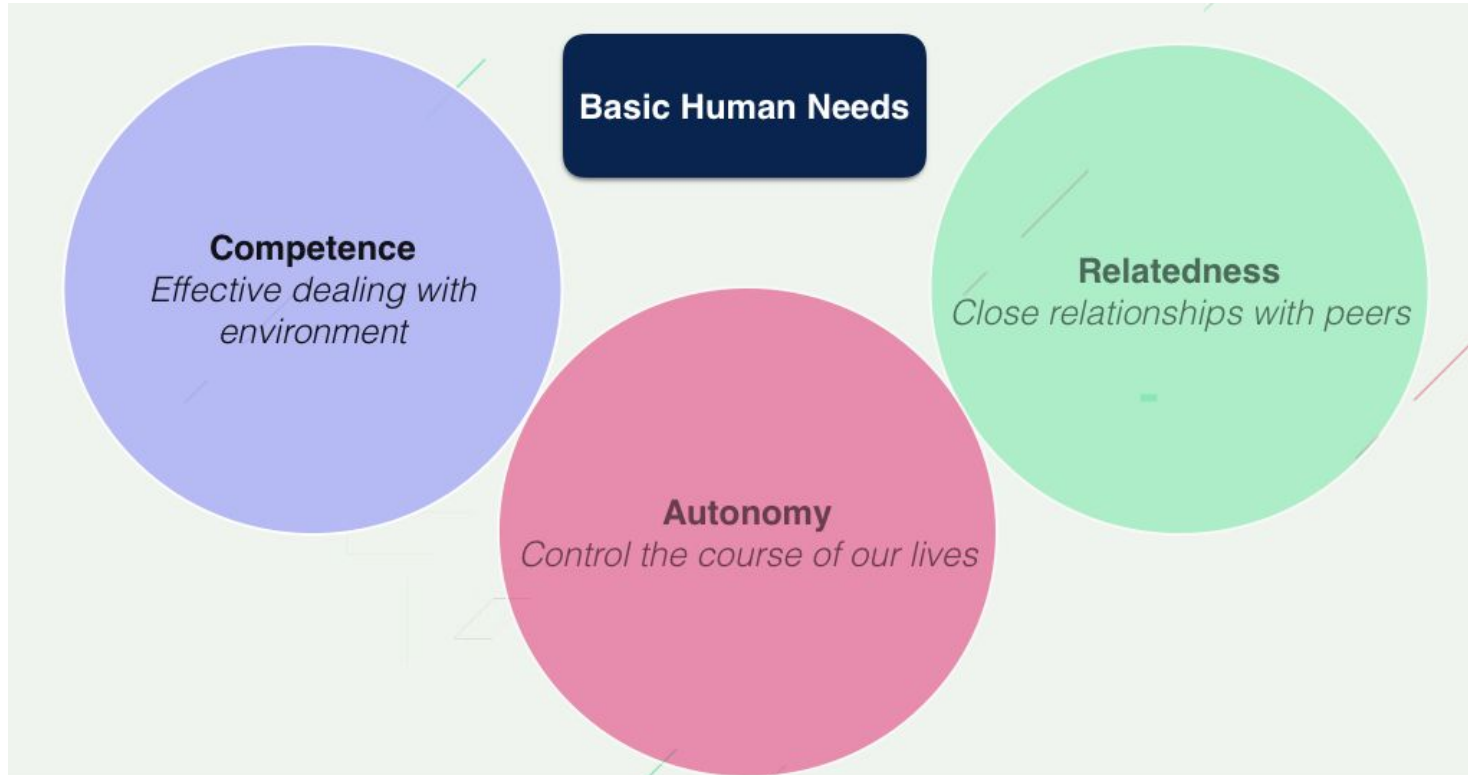 Basic Human Needs
Competence
Effective dealing with
environment
Relatedness
Close relationships with peers
Autonomy
Control the course of our lives